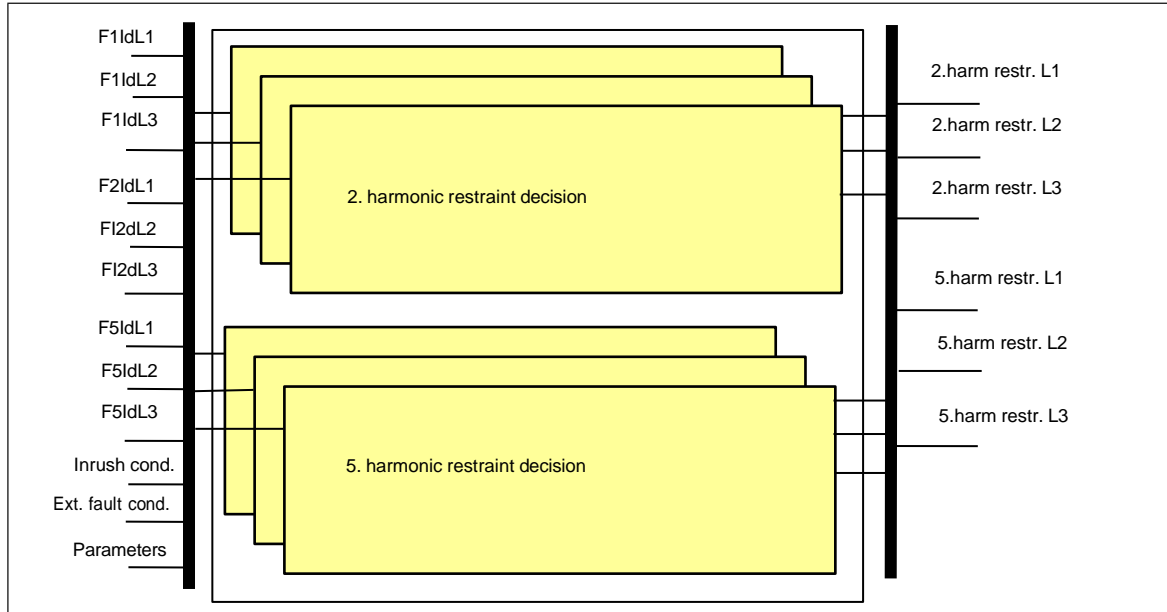 F1IdL1
F1IdL2
F1IdL3
F2IdL1
FI2dL2
FI2dL3
F5IdL1
F5IdL2
F5IdL3
Inrush cond.
Ext. fault cond.
Parameters
2. harmonic restraint decision
5. harmonic restraint decision
2.harm restr. L1
2.harm restr. L2
2.harm restr. L3
5.harm restr. L1
5.harm restr. L2
5.harm restr. L3